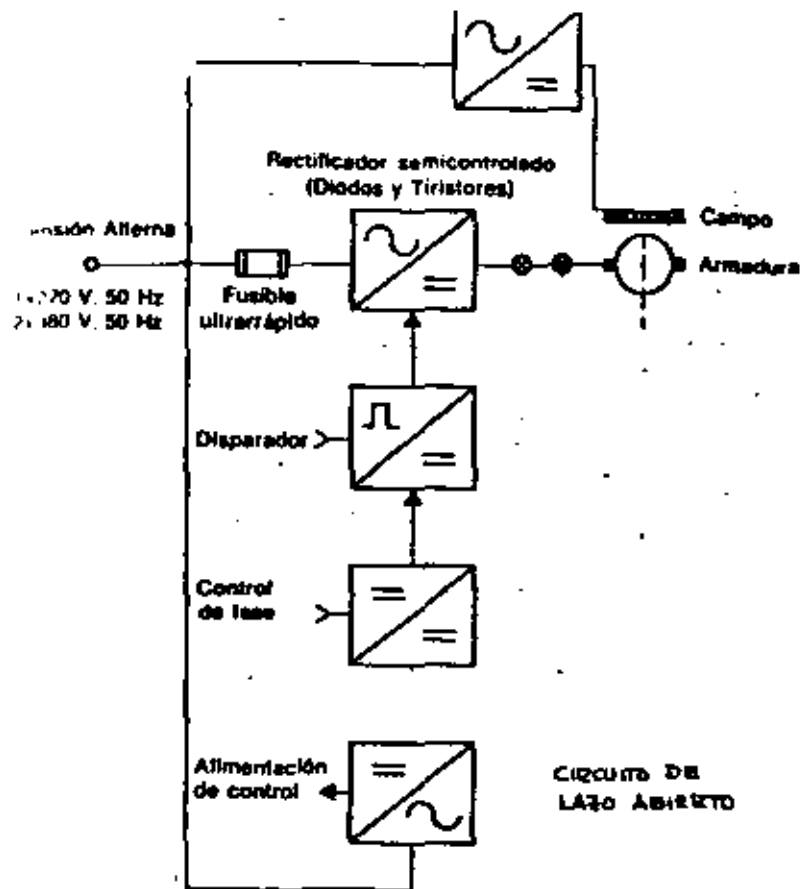 Rectificador semicontrolado
(Diodos y Tiristores)
Campo
Alterna
Armadura
V. 50 Hz
V. 50 Hz
Fusible
ultrarrápido
Disparador
Control
de fase
Alimentación
de control
CIRCUITO DE
LAZO ABIERTO